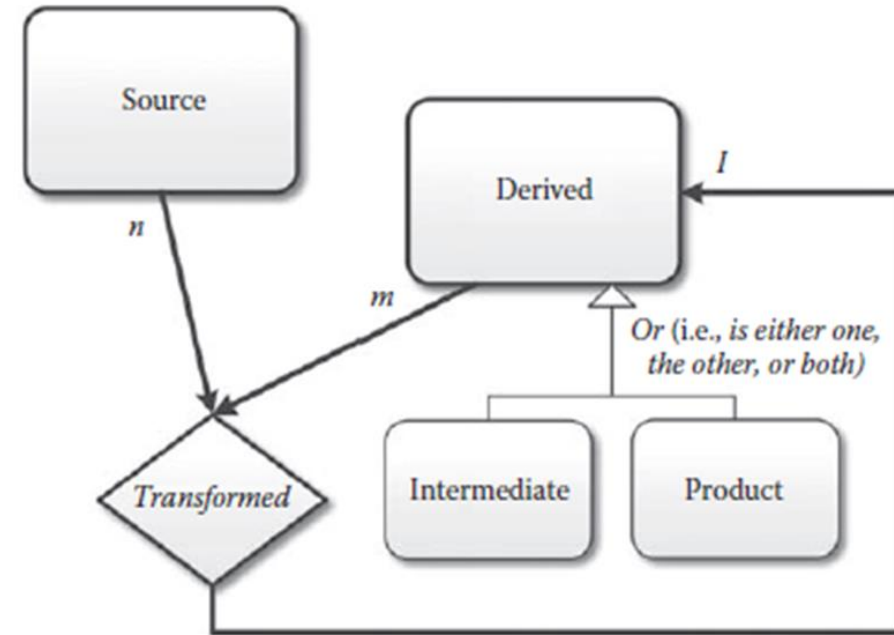 Source
n
Derived
I
m
Or (i.e., is either one,
the other, or both)
Transformed
Intermediate
Product